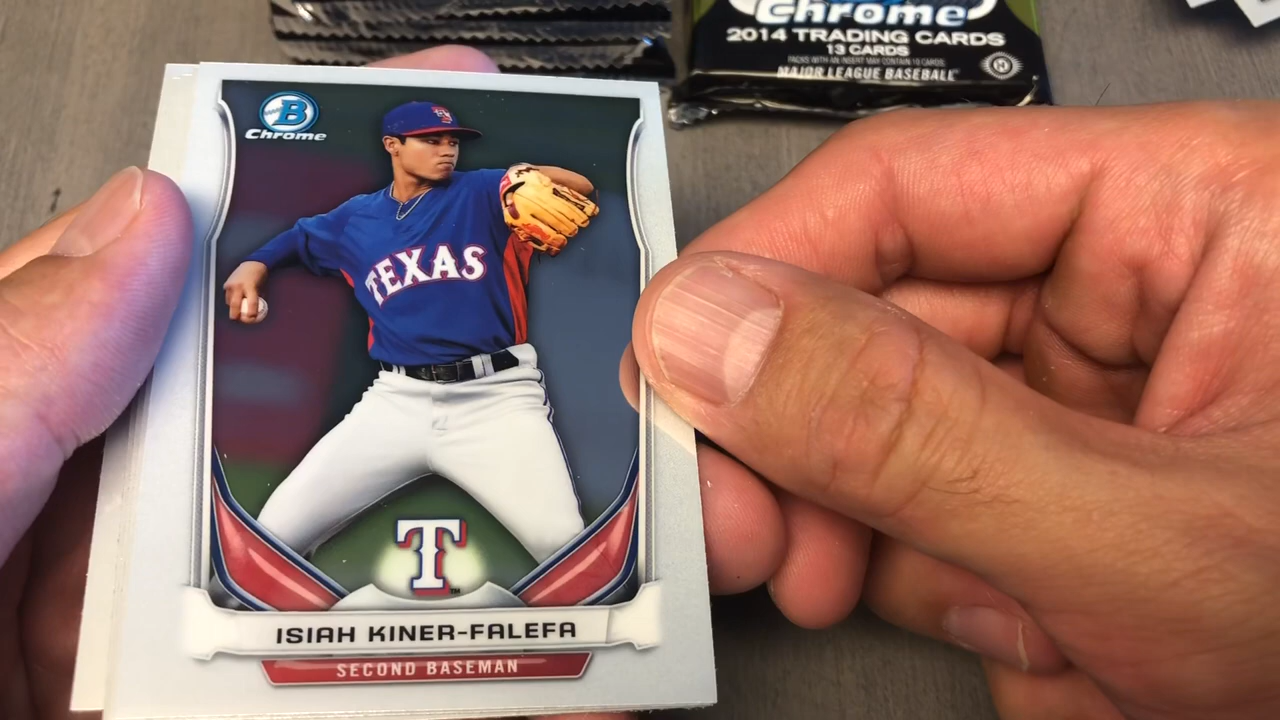 Chrome
2014 TRADING CARDS
13 CARDS
PACKS WITH AN INSERT MAY CONTAIN 10 CARDS
MAJOR LEAGUE BASEBALL
B
Chrome
TEXAS
T
TM
ISIAH KINER-FALEFA
SECOND BASEMAN